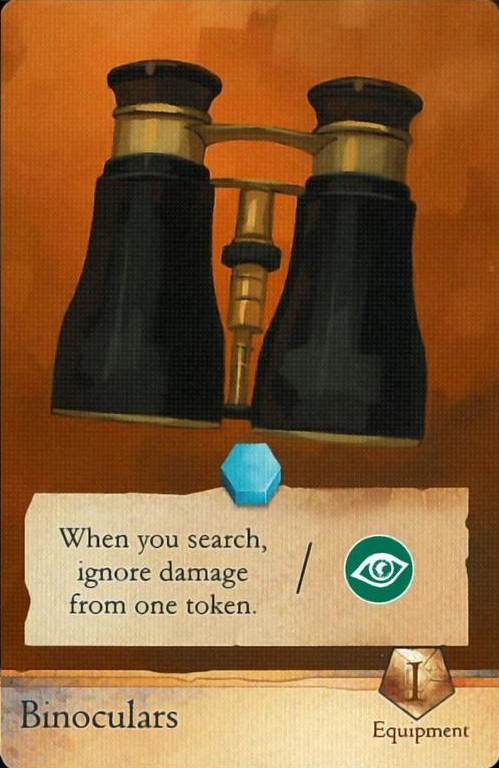 When you search,
ignore damage
from one token.
/
Binoculars
I
Equipment